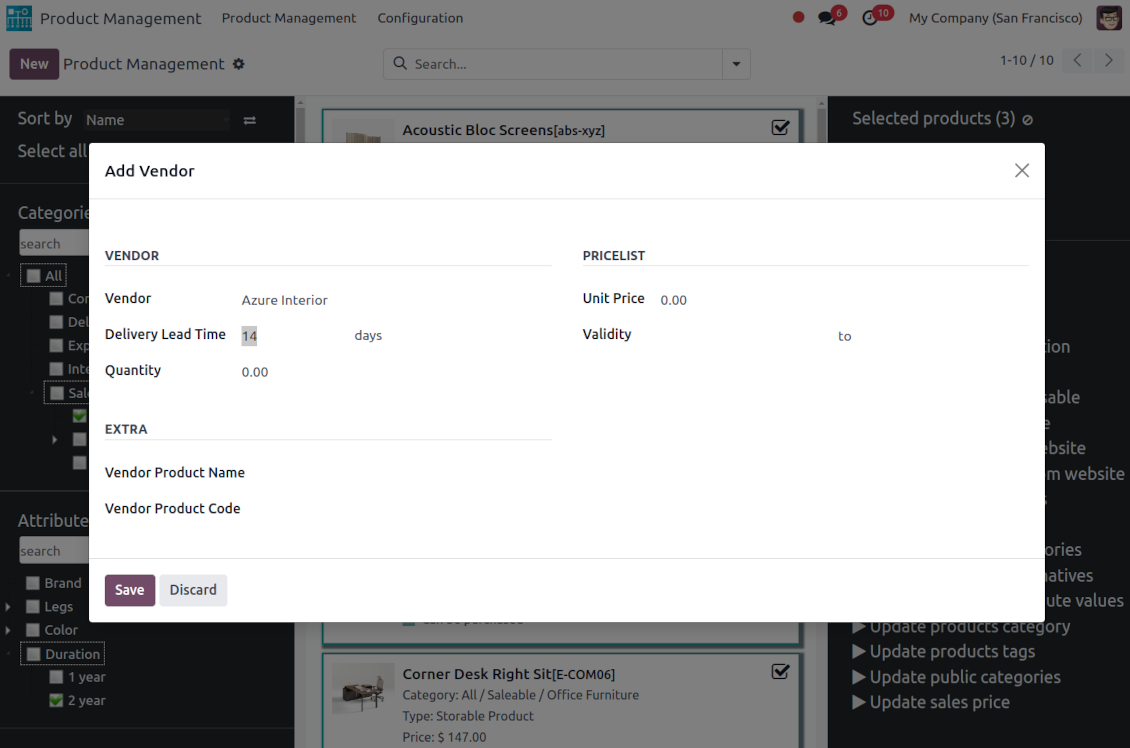 Product Management Product Management Configuration 6 10 My Company (San Francisco)
New Product Management Search... 1-10 / 10
Sort by Name
Select all
Acoustic Bloc Screens[abs-xyz]
Selected products (3)
Add Vendor
Categorie
search
All
Con
Del
Exp
Inte
Sale
VENDOR
Vendor Azure Interior
Delivery Lead Time 14 days
Quantity 0.00
PRICELIST
Unit Price 0.00
Validity to
EXTRA
Vendor Product Name
Vendor Product Code
Save Discard
Attribute
search
Brand
Legs
Color
Duration
1 year
2 year
Corner Desk Right Sit[E-COM06]
Category: All / Saleable / Office Furniture
Type: Storable Product
Price: $ 147.00
tion
sable
e
ebsite
m website
s
ories
natives
ute values
Update products category
Update products tags
Update public categories
Update sales price